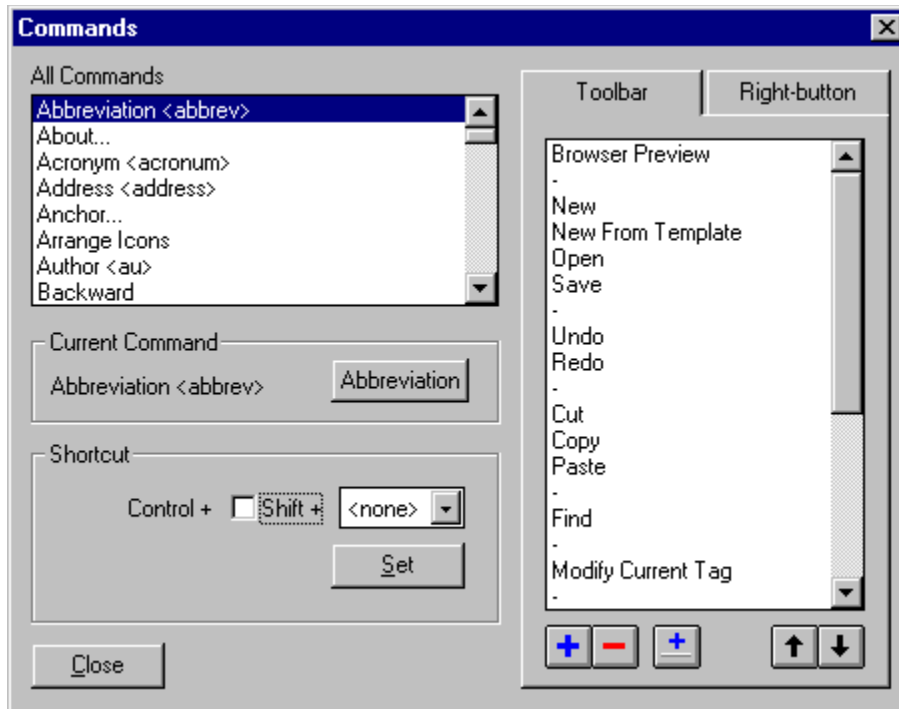 Commands
All Commands
Abbreviation <abbrev>
About...
Acronym <acronum>
Address <address>
Anchor...
Arrange Icons
Author <au>
Backward
Current Command
Abbreviation <abbrev>
Abbreviation
Shortcut
Control +
Shift +
<none>
Set
Close
Toolbar
Right-button
Browser Preview
-
New
New From Template
Open
Save
-
Undo
Redo
-
Cut
Copy
Paste
-
Find
-
Modify Current Tag
-